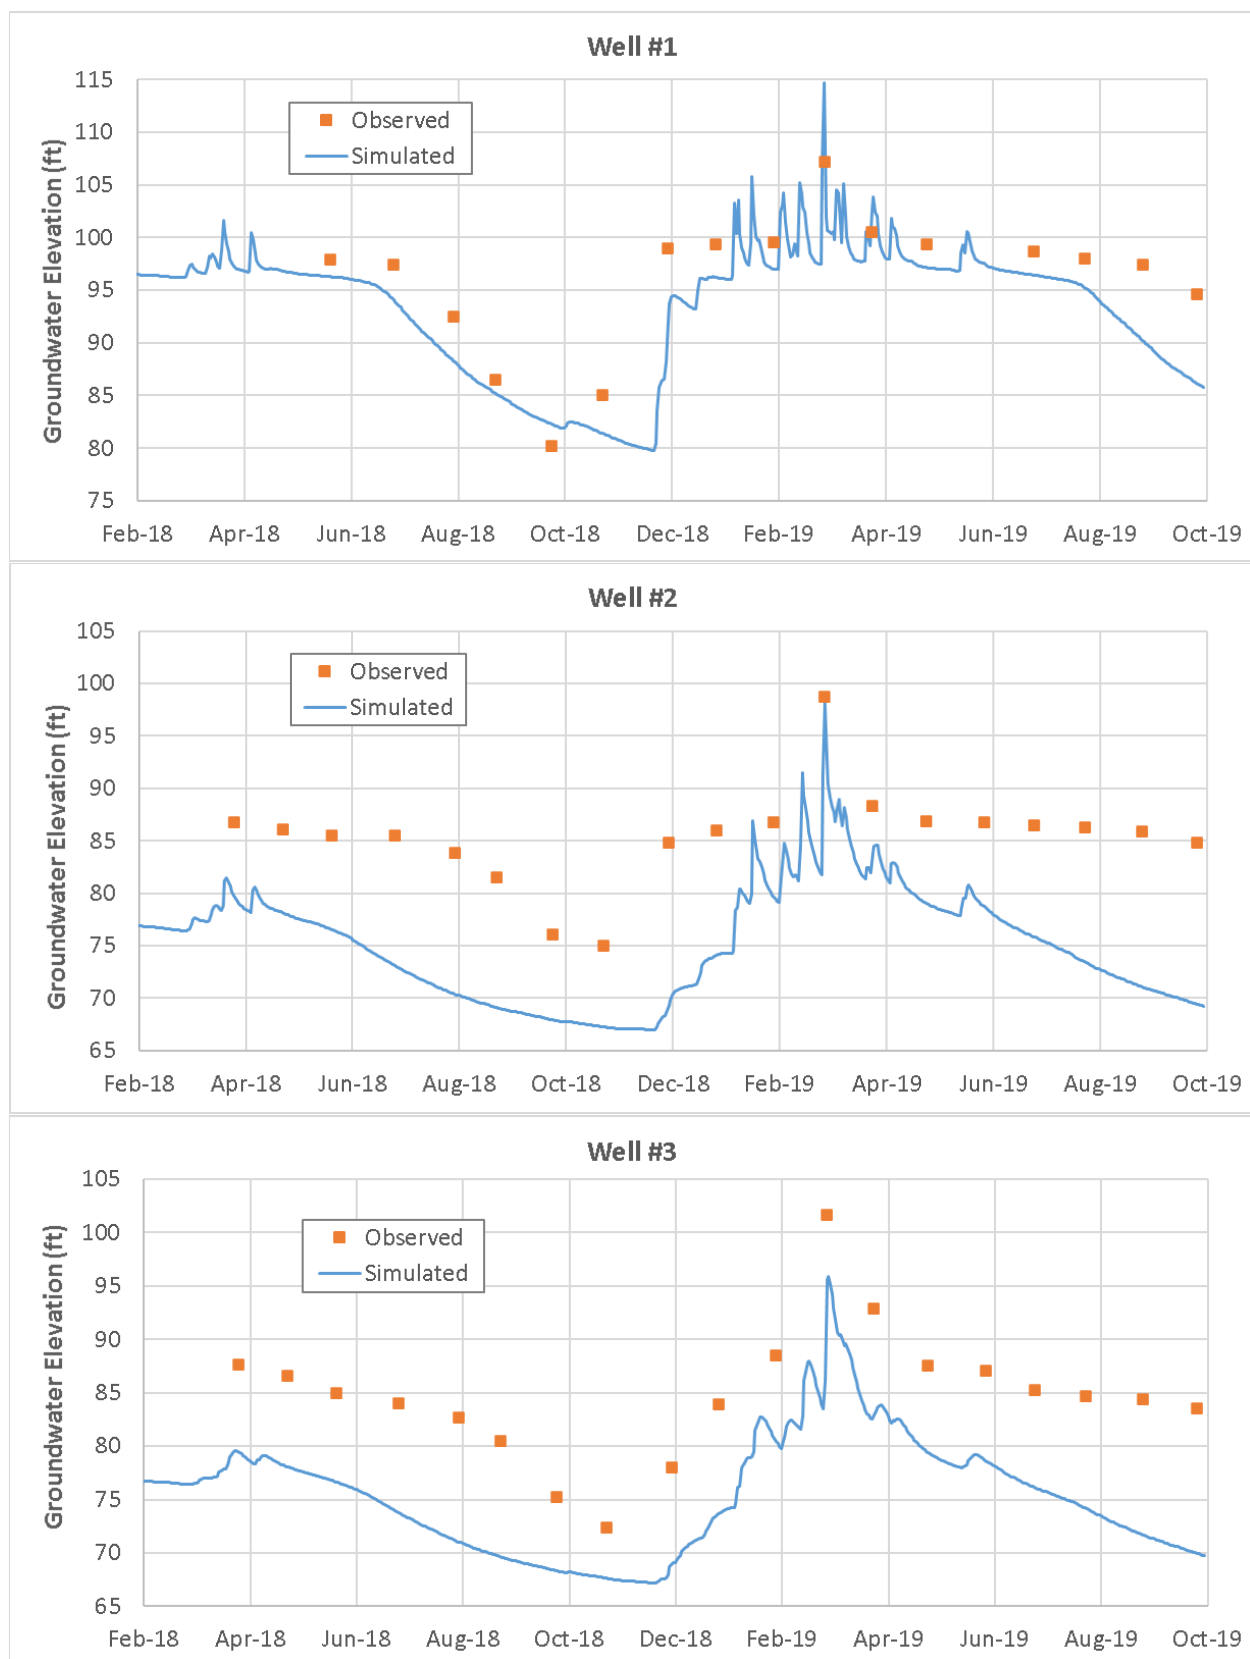 Well #1
Groundwater Elevation (ft)
115
110
105
100
95
90
85
80
75
Observed
Simulated
Feb-18 Apr-18 Jun-18 Aug-18 Oct-18 Dec-18 Feb-19 Apr-19 Jun-19 Aug-19 Oct-19
Well #2
Groundwater Elevation (ft)
105
100
95
90
85
80
75
70
65
Observed
Simulated
Feb-18 Apr-18 Jun-18 Aug-18 Oct-18 Dec-18 Feb-19 Apr-19 Jun-19 Aug-19 Oct-19
Well #3
Groundwater Elevation (ft)
105
100
95
90
85
80
75
70
65
Observed
Simulated
Feb-18 Apr-18 Jun-18 Aug-18 Oct-18 Dec-18 Feb-19 Apr-19 Jun-19 Aug-19 Oct-19